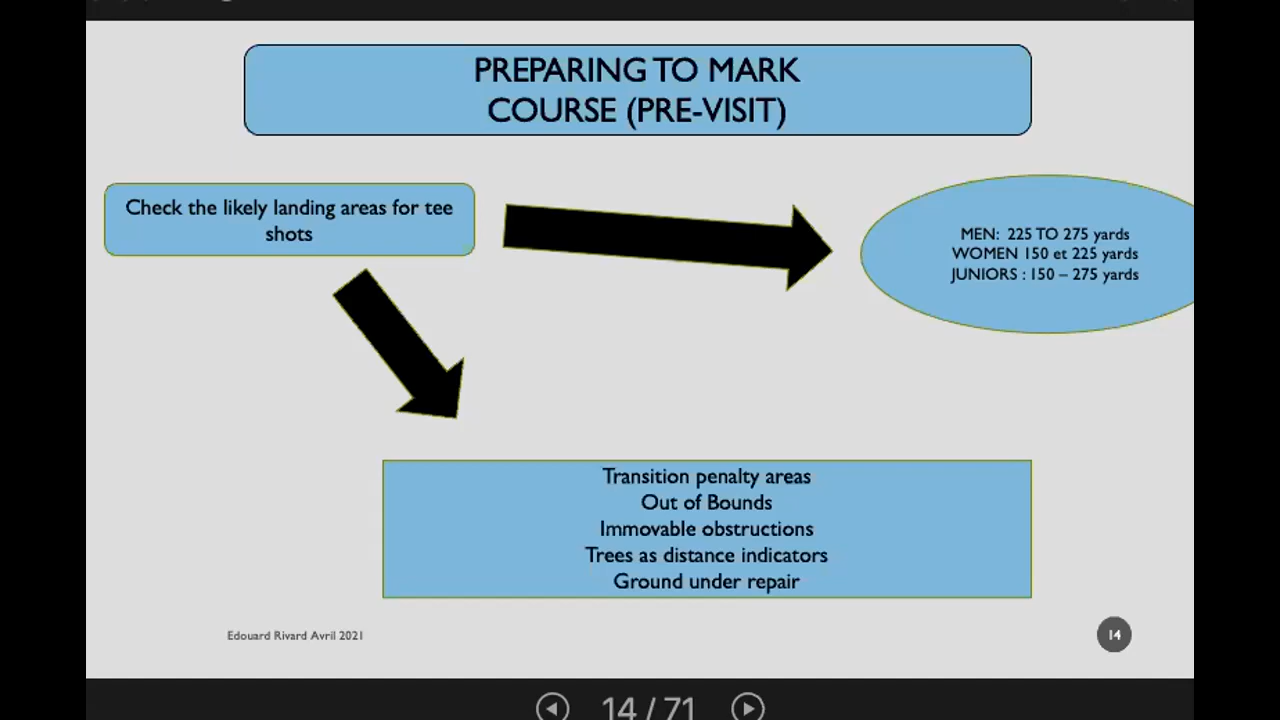 PREPARING TO MARK
COURSE (PRE-VISIT)
Check the likely landing areas for tee
shots
MEN: 225 TO 275 yards
WOMEN 150 et 225 yards
JUNIORS : 150 – 275 yards
Transition penalty areas
Out of Bounds
Immovable obstructions
Trees as distance indicators
Ground under repair
Edouard Rivard Avril 2021
14
14 / 71